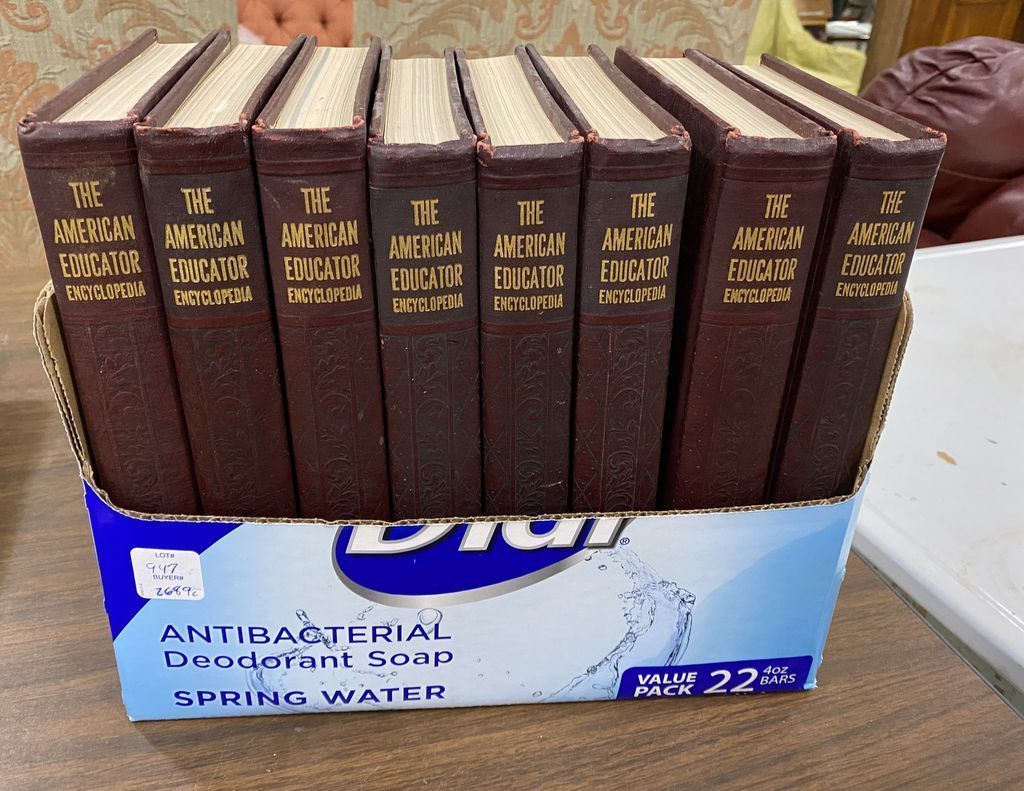 THE
AMERICAN
EDUCATOR
ENCYCLOPEDIA
THE
AMERICAN
EDUCATOR
ENCYCLOPEDIA
THE
AMERICAN
EDUCATOR
ENCYCLOPEDIA
THE
AMERICAN
EDUCATOR
ENCYCLOPEDIA
THE
AMERICAN
EDUCATOR
ENCYCLOPEDIA
THE
AMERICAN
EDUCATOR
ENCYCLOPEDIA
THE
AMERICAN
EDUCATOR
ENCYCLOPEDIA
THE
AMERICAN
EDUCATOR
ENCYCLOPEDIA
Dial®
LOT#
947
BUYER#
2689c
ANTIBACTERIAL
Deodorant Soap
SPRING WATER
VALUE
PACK
22
4oz
BARS